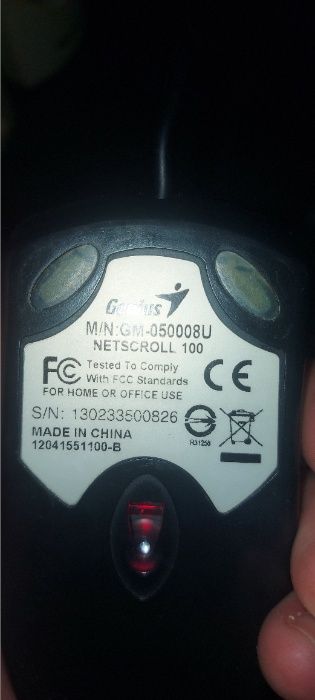 Genius
M/N:GM-050008U
NETSCROLL 100
FC Tested To Comply
With FCC Standards
FOR HOME OR OFFICE USE
CE
S/N: 130233500826
MADE IN CHINA
12041551100-B
R31258